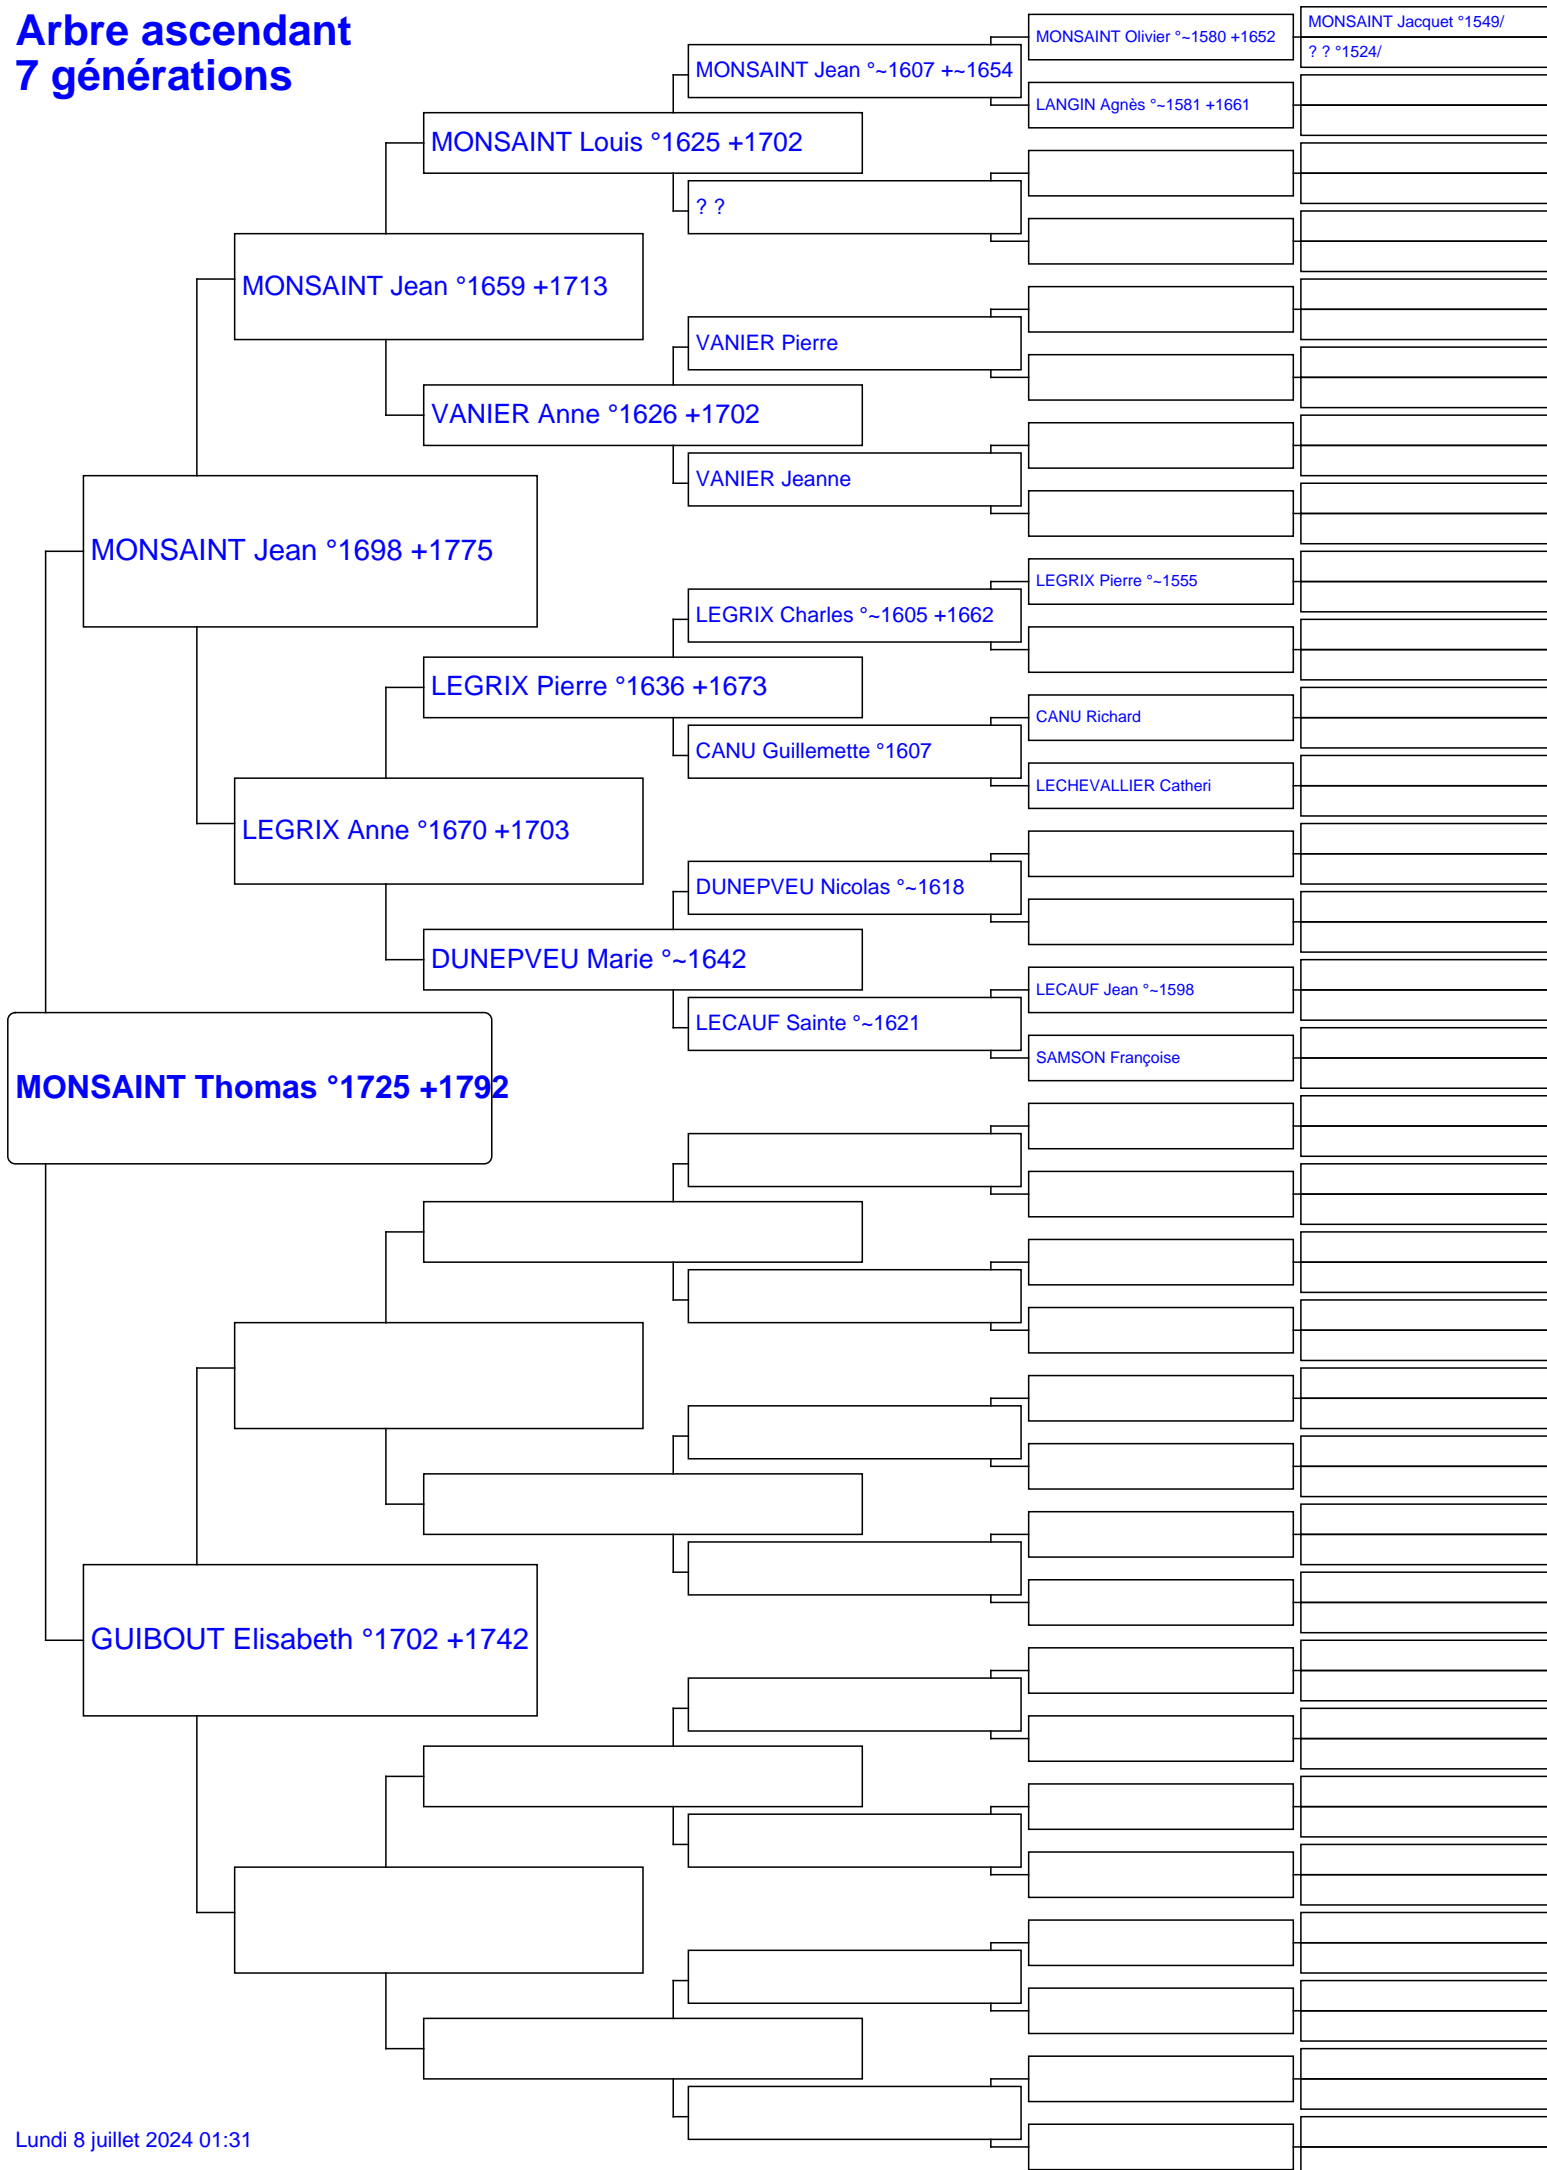 Arbre ascendant
7 générations
MONSAINT Jacquet °1549/
MONSAINT Olivier °~1580 +1652
? ? °1524/
MONSAINT Jean °~1607 +~1654
LANGIN Agnès °~1581 +1661
MONSAINT Louis °1625 +1702
? ?
MONSAINT Jean °1659 +1713
VANIER Pierre
VANIER Anne °1626 +1702
VANIER Jeanne
MONSAINT Jean °1698 +1775
LEGRIX Pierre °~1555
LEGRIX Charles °~1605 +1662
LEGRIX Pierre °1636 +1673
CANU Richard
CANU Guillemette °1607
LECHEVALLIER Catheri
LEGRIX Anne °1670 +1703
DUNEPVEU Nicolas °~1618
DUNEPVEU Marie °~1642
LECAUF Jean °~1598
LECAUF Sainte °~1621
SAMSON Françoise
MONSAINT Thomas °1725 +1792
GUIBOUT Elisabeth °1702 +1742
Lundi 8 juillet 2024 01:31